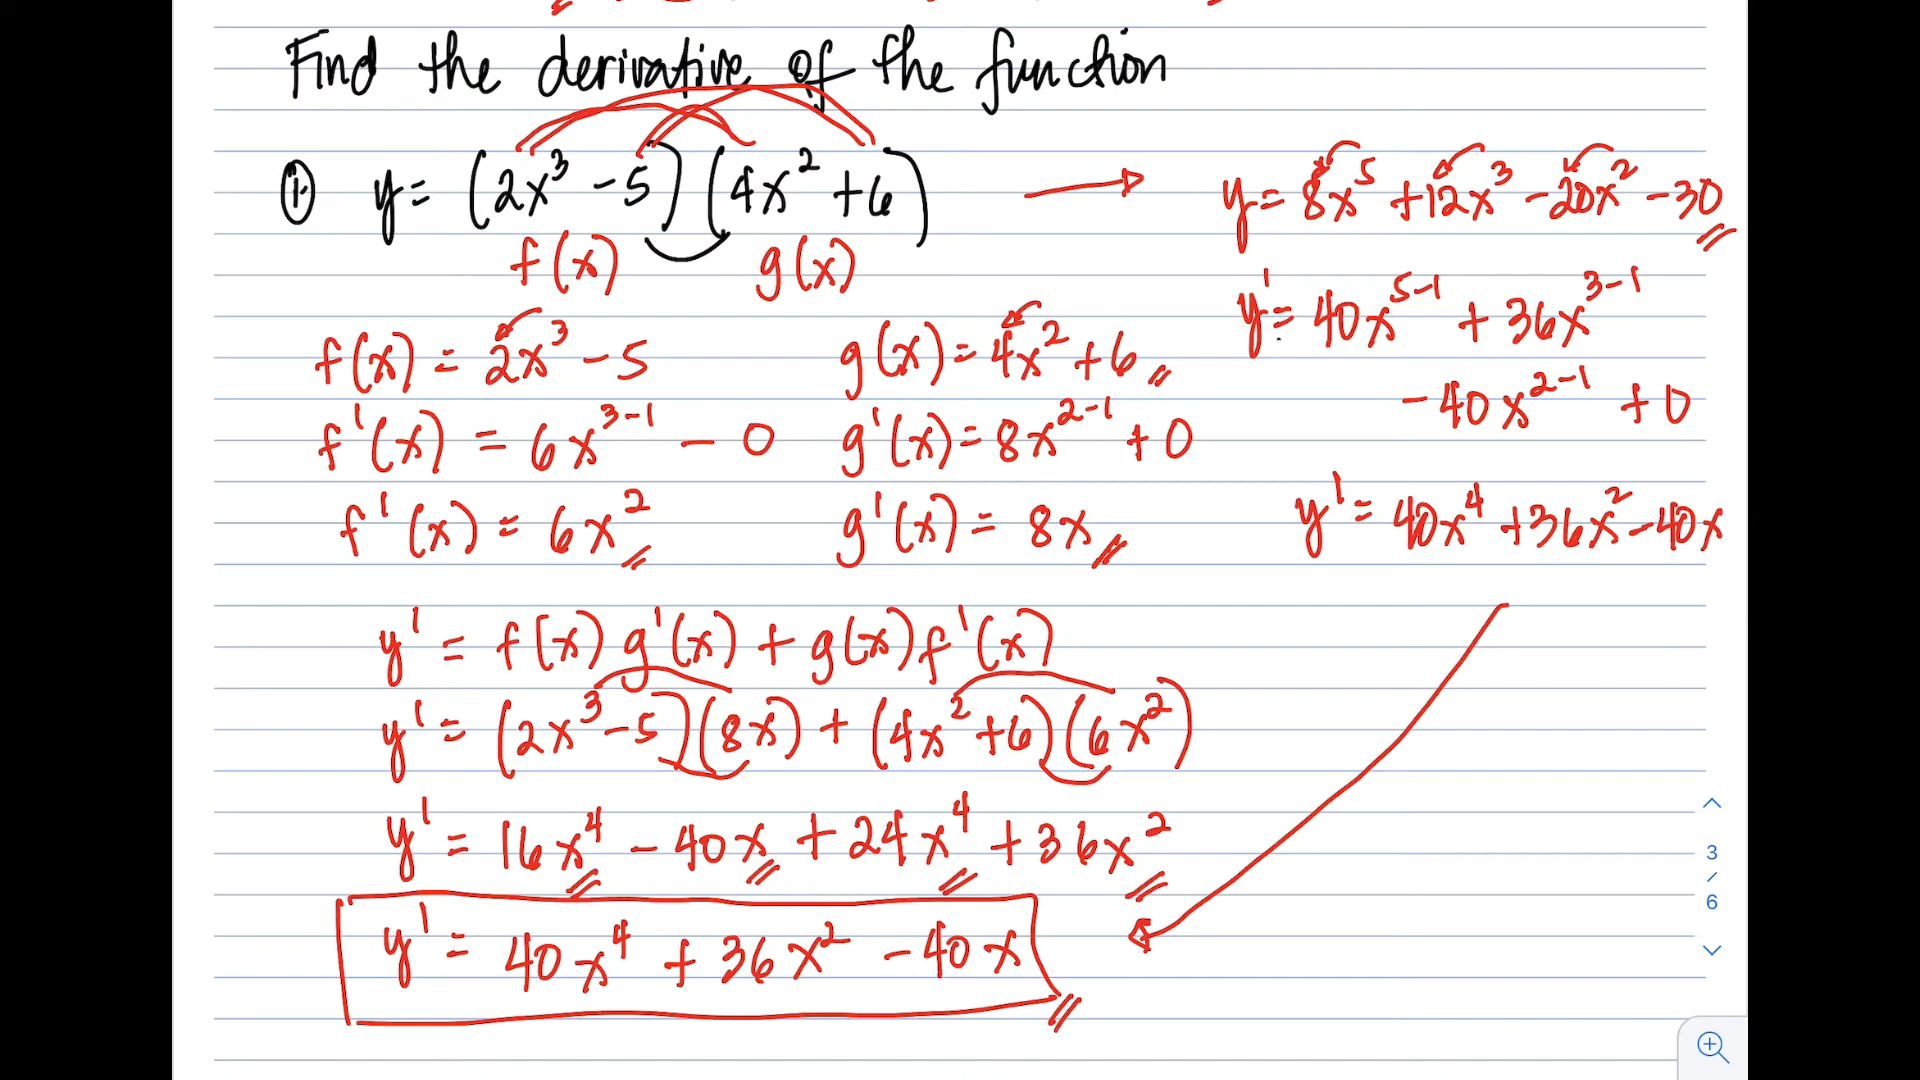 Find the derivative of the function
① y = (2x³ - 5)(4x² + 6) → y = 8x⁵ + 12x³ - 20x² - 30
f(x) g(x)
y' = 40x⁵⁻¹ + 36x³⁻¹
- 40x²⁻¹ + 0
y' = 40x⁴ + 36x² - 40x
f(x) = 2x³ - 5
f'(x) = 6x³⁻¹ - 0
f'(x) = 6x²
g(x) = 4x² + 6
g'(x) = 8x²⁻¹ + 0
g'(x) = 8x
y' = f(x) g'(x) + g(x) f'(x)
y' = (2x³ - 5)(8x) + (4x² + 6)(6x²)
y' = 16x⁴ - 40x + 24x⁴ + 36x²
y' = 40x⁴ + 36x² - 40x
3
/
6